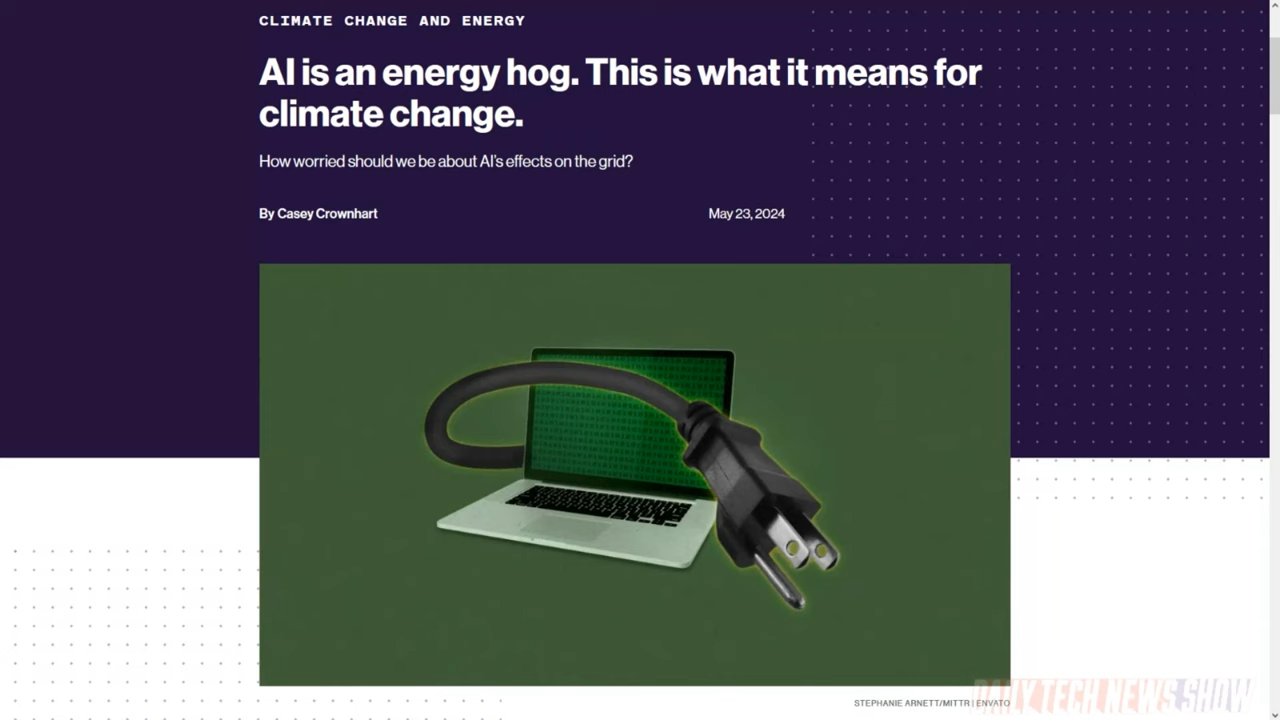 CLIMATE CHANGE AND ENERGY
AI is an energy hog. This is what it means for
climate change.
How worried should we be about AI's effects on the grid?
By Casey Crownhart
May 23, 2024
STEPHANIE ARNETT/MITTR | ENVATO
DAILY TECH NEWS SHOW